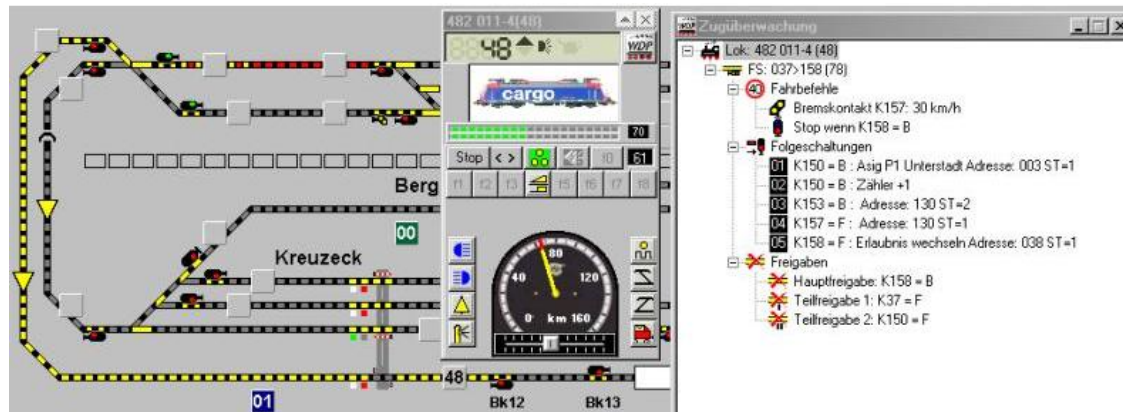 482 011-4(48)
48
WDP
cargo
70
Stop < > f0 61
f1 f2 f3 f5 f6 f7 f8
Berg
00
Kreuzeck
40 80 120
0 km 160
48
01
Bk12 Bk13
Zugüberwachung
Lok: 482 011-4 (48)
FS: 037>158 (78)
40 Fahrbefehle
Bremskontakt K157: 30 km/h
Stop wenn K158 = B
Folgeschaltungen
01 K150 = B : Asig P1 Unterstadt Adresse: 003 ST=1
02 K150 = B : Zähler +1
03 K153 = B : Adresse: 130 ST=2
04 K157 = F : Adresse: 130 ST=1
05 K158 = F : Erlaubnis wechseln Adresse: 038 ST=1
Freigaben
Hauptfreigabe: K158 = B
Teilfreigabe 1: K37 = F
Teilfreigabe 2: K150 = F